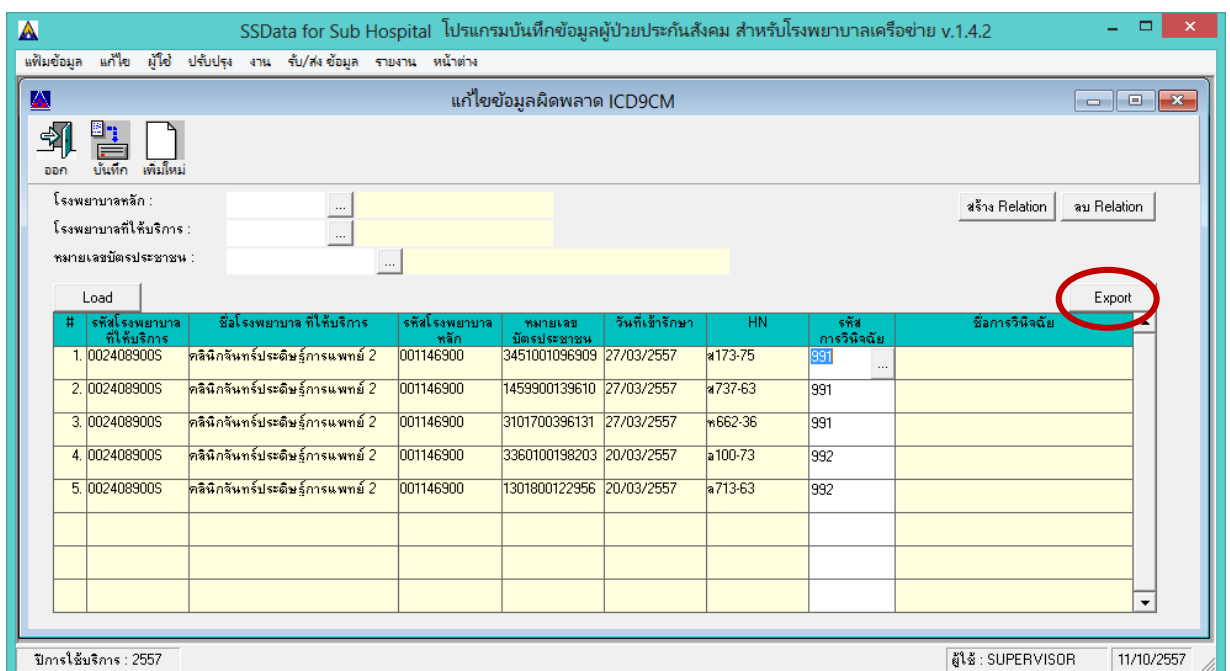 SSData for Sub Hospital โปรแกรมบันทึกข้อมูลผู้ป่วยประกันสังคม สำหรับโรงพยาบาลเครือข่าย v.1.4.2
แฟ้มข้อมูล แก้ไข ผู้ใช้ ปรับปรุง งาน รับ/ส่ง ข้อมูล รายงาน หน้าต่าง
แก้ไขข้อมูลผิดพลาด ICD9CM
ออก บันทึก เพิ่มใหม่
โรงพยาบาลหลัก : ...
สร้าง Relation ลบ Relation
โรงพยาบาลที่ให้บริการ : ...
หมายเลขบัตรประชาชน : ...
Load Export
# รหัสโรงพยาบาล ชื่อโรงพยาบาล ที่ให้บริการ รหัสโรงพยาบาล หมายเลข วันที่เข้ารักษา HN รหัส ชื่อการวินิจฉัย
ที่ให้บริการ หลัก บัตรประชาชน การวินิจฉัย
1. 002408900S คลินิกจันทร์ประดิษฐ์การแพทย์ 2 001146900 3451001096909 27/03/2557 ส173-75 991 ...
2. 002408900S คลินิกจันทร์ประดิษฐ์การแพทย์ 2 001146900 1459900139610 27/03/2557 ส737-63 991
3. 002408900S คลินิกจันทร์ประดิษฐ์การแพทย์ 2 001146900 3101700396131 27/03/2557 ท662-36 991
4. 002408900S คลินิกจันทร์ประดิษฐ์การแพทย์ 2 001146900 3360100198203 20/03/2557 a100-73 992
5. 002408900S คลินิกจันทร์ประดิษฐ์การแพทย์ 2 001146900 1301800122956 20/03/2557 ล713-63 992
ปีการใช้บริการ : 2557 ผู้ใช้ : SUPERVISOR 11/10/2557